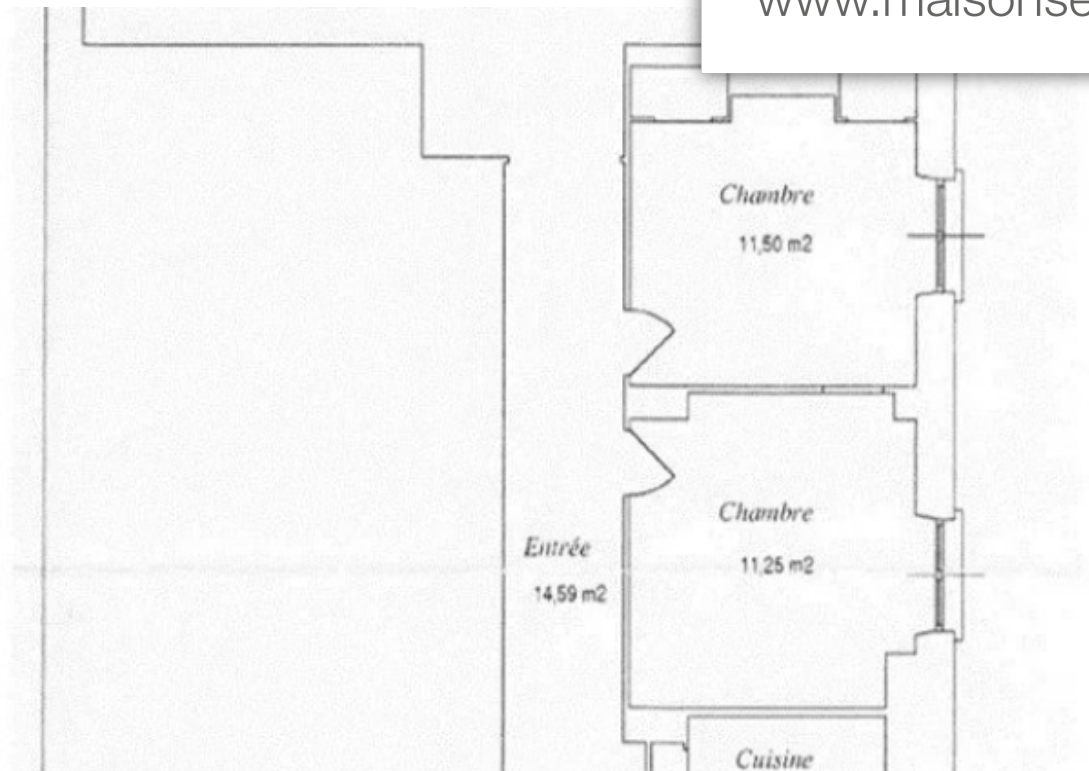 www.maisonse
Chambre
11,50 m2
Chambre
11,25 m2
Entrée
14,59 m2
Cuisine